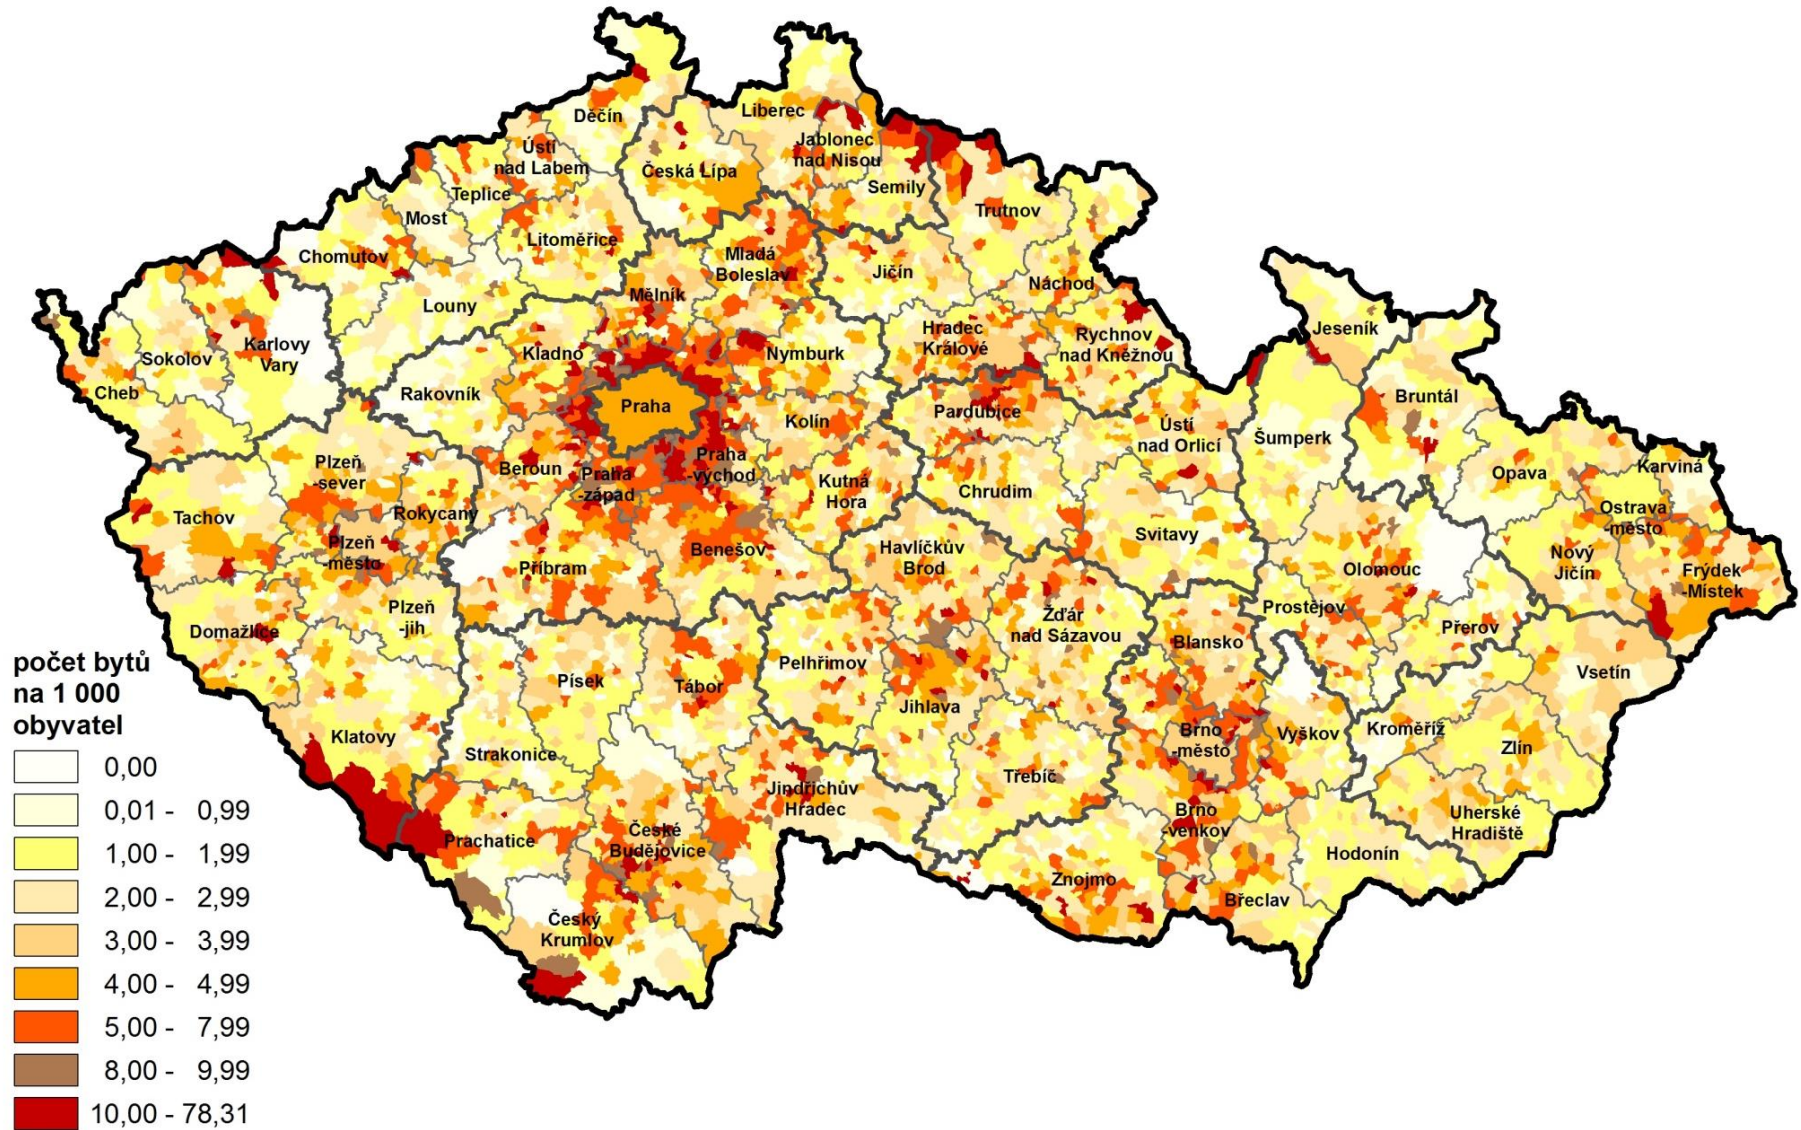 Děčín
Liberec
Ústí
nad Labem
Jablonec
nad Nisou
Česká Lípa
Semily
Teplice
Trutnov
Most
Litoměřice
Chomutov
Mladá
Boleslav
Jičín
Náchod
Mělník
Louny
Jeseník
Hradec
Králové
Rychnov
nad Kněžnou
Karlovy
Vary
Sokolov
Kladno
Nymburk
Cheb
Rakovník
Praha
Bruntál
Pardubice
Kolín
Ústí
nad Orlicí
Šumperk
Plzeň
-sever
Beroun
Praha
-západ
Praha
-východ
Kutná
Hora
Chrudim
Opava
Karviná
Tachov
Rokycany
Ostrava
-město
Svitavy
Plzeň
-město
Příbram
Benešov
Havlíčkův
Brod
Olomouc
Nový
Jičín
Frýdek
-Místek
Plzeň
-jih
Domažlice
Žďár
nad Sázavou
Prostějov
Přerov
Blansko
Pelhřimov
Písek
Tábor
Vsetín
Jihlava
Klatovy
Strakonice
Brno
-město
Vyškov
Kroměříž
Zlín
Třebíč
Jindřichův
Hradec
Prachatice
České
Budějovice
Brno
-venkov
Uherské
Hradiště
Hodonín
Znojmo
Břeclav
Český
Krumlov
počet bytů
na 1 000
obyvatel
0,00
0,01 - 0,99
1,00 - 1,99
2,00 - 2,99
3,00 - 3,99
4,00 - 4,99
5,00 - 7,99
8,00 - 9,99
10,00 - 78,31